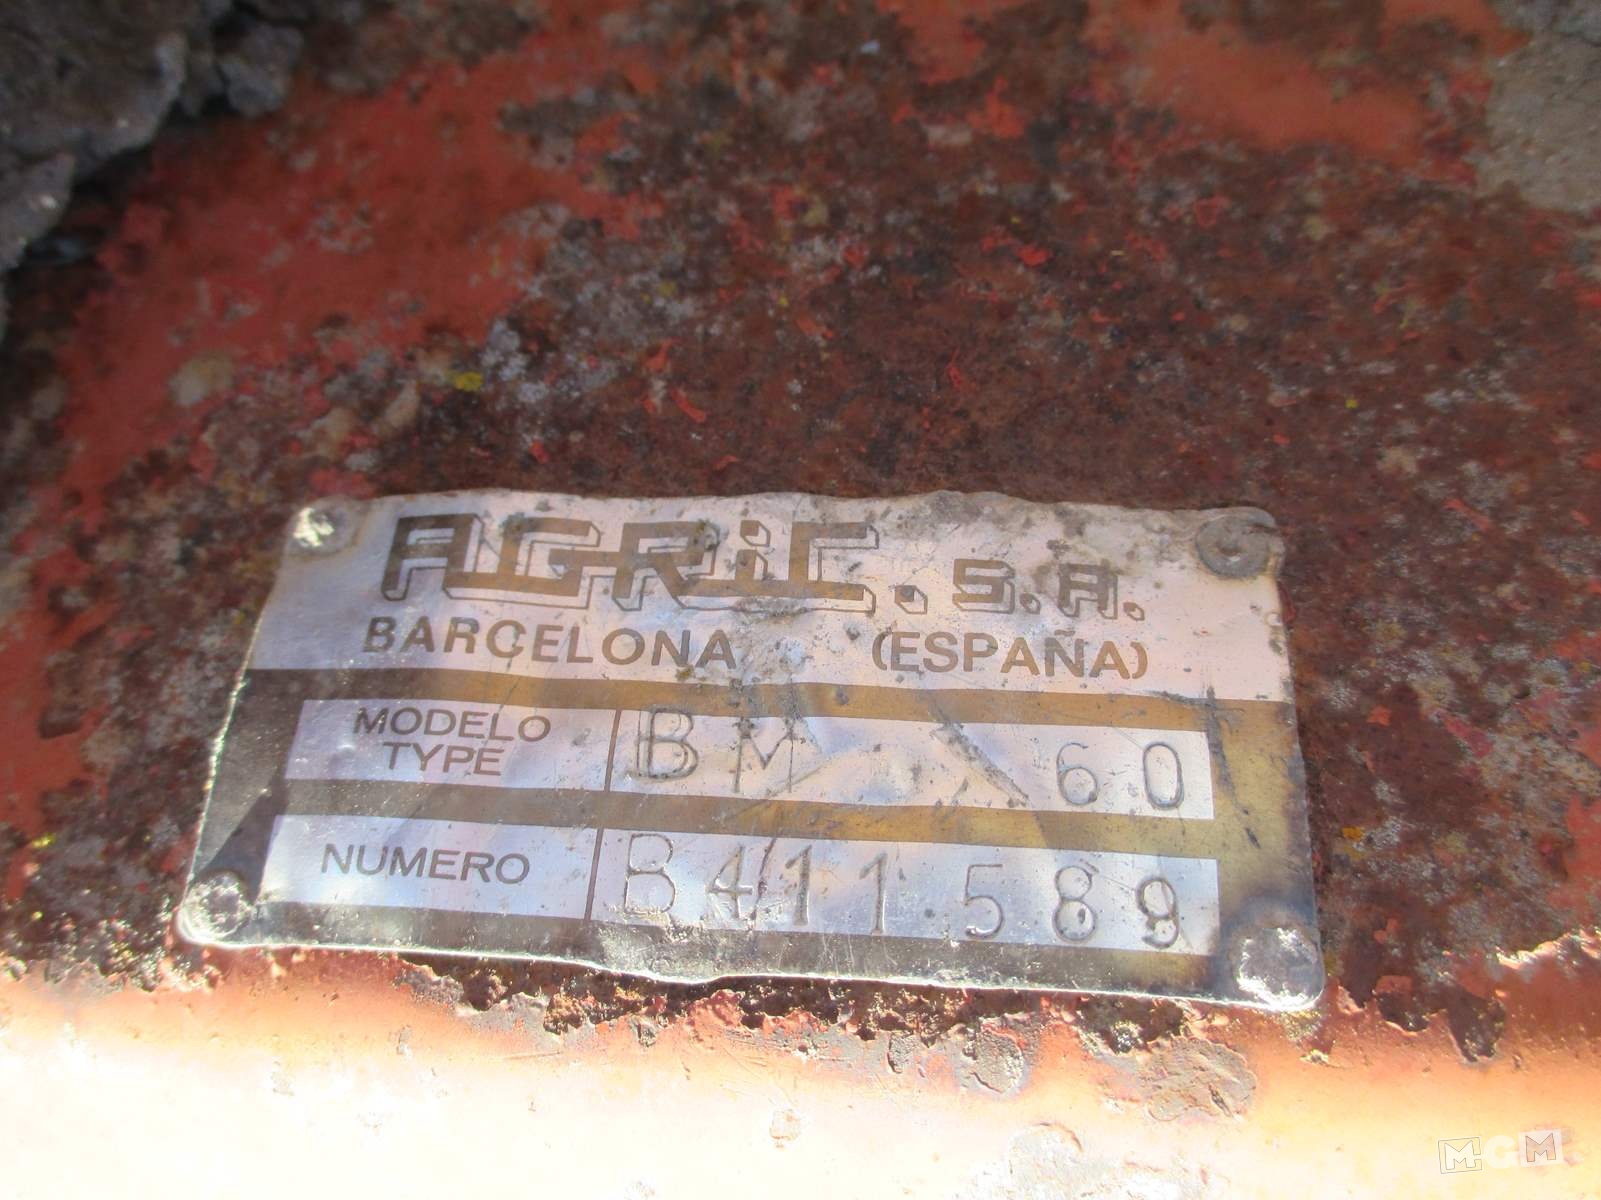 AGRiC. S.A.
BARCELONA (ESPAÑA)
MODELO TYPE BM 60
NUMERO B411589
MGM